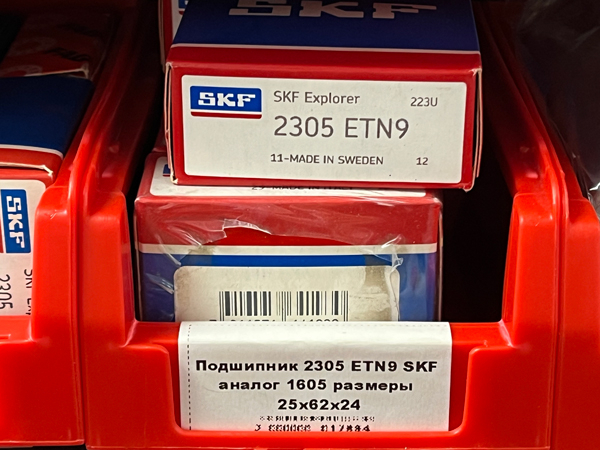 SKF
SKF
SKF Explorer
223U
2305 ETN9
11-MADE IN SWEDEN
12
SKF
2305
Подшипник 2305 ETN9 SKF
аналог 1605 размеры
25x62x24